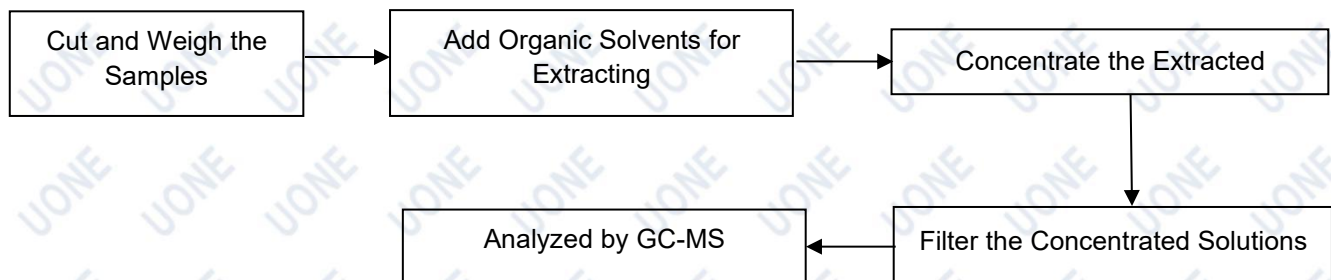 Cut and Weigh the
Samples
Add Organic Solvents for
Extracting
Concentrate the Extracted
Filter the Concentrated Solutions
Analyzed by GC-MS
UONE